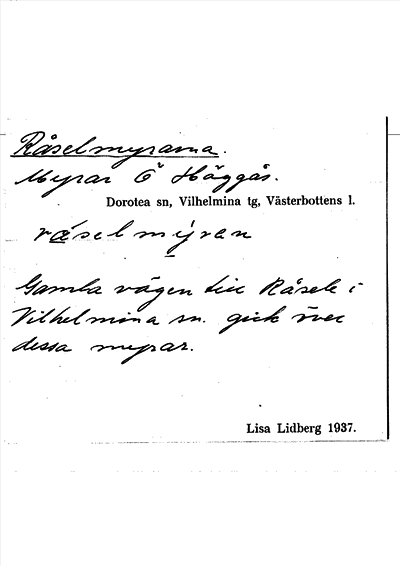 Råselmyrarna.
Myrar Ö Häggås.
Dorotea sn, Vilhelmina tg, Västerbottens l.
råselmyran
Gamla vägen till Råsele i
Vilhelmina sn. gick över
dessa myrar.
Lisa Lidberg 1937.